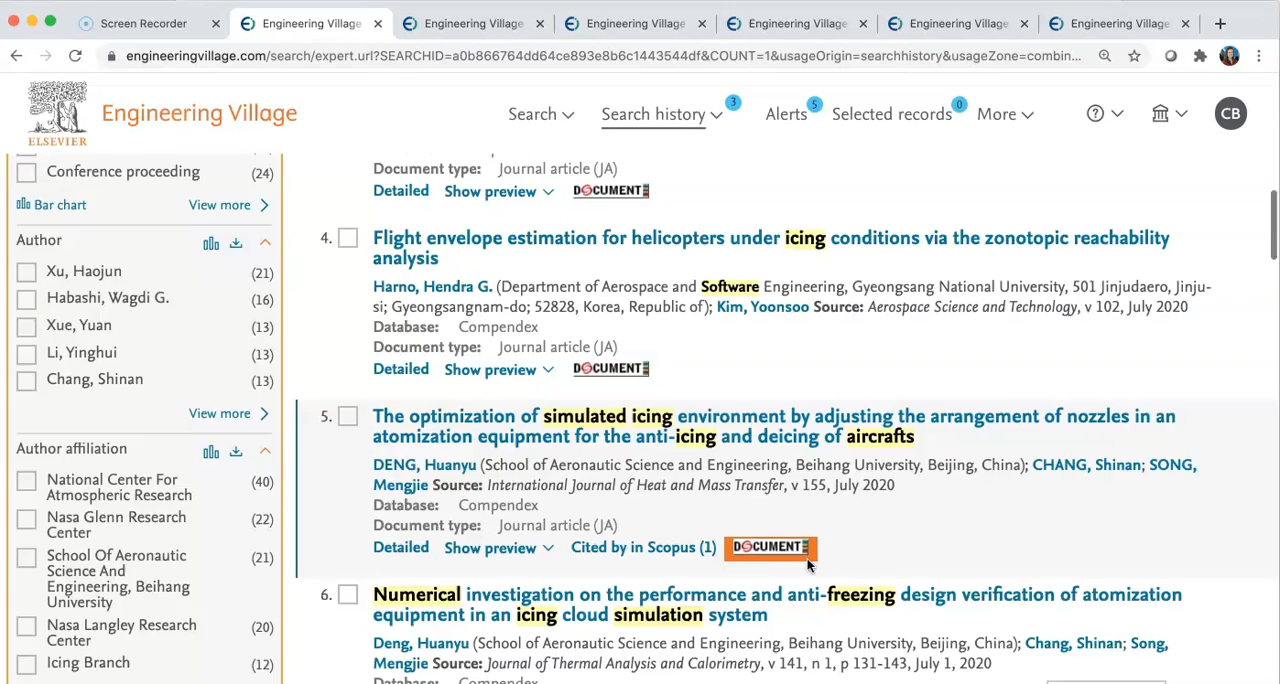 Screen Recorder
Engineering Village
Engineering Village
Engineering Village
Engineering Village
Engineering Village
Engineering Village
engineeringvillage.com/search/expert.url?SEARCHID=a0b866764dd64ce893e8b6c1443544df&COUNT=1&usageOrigin=searchhistory&usageZone=combin...
ELSEVIER
Engineering Village
Search
Search history 3
Alerts 5
Selected records 0
More
CB
Conference proceeding (24)
Bar chart View more
Author
Xu, Haojun (21)
Habashi, Wagdi G. (16)
Xue, Yuan (13)
Li, Yinghui (13)
Chang, Shinan (13)
View more
Author affiliation
National Center For (40)
Atmospheric Research
Nasa Glenn Research (22)
Center
School Of Aeronautic (21)
Science And
Engineering, Beihang
University
Nasa Langley Research (20)
Center
Icing Branch (12)
Document type: Journal article (JA)
Detailed Show preview DOCUMENT
4. Flight envelope estimation for helicopters under icing conditions via the zonotopic reachability
analysis
Harno, Hendra G. (Department of Aerospace and Software Engineering, Gyeongsang National University, 501 Jinjudaero, Jinju-
si; Gyeongsangnam-do; 52828, Korea, Republic of); Kim, Yoonsoo Source: Aerospace Science and Technology, v 102, July 2020
Database: Compendex
Document type: Journal article (JA)
Detailed Show preview DOCUMENT
5. The optimization of simulated icing environment by adjusting the arrangement of nozzles in an
atomization equipment for the anti-icing and deicing of aircrafts
DENG, Huanyu (School of Aeronautic Science and Engineering, Beihang University, Beijing, China); CHANG, Shinan; SONG,
Mengjie Source: International Journal of Heat and Mass Transfer, v 155, July 2020
Database: Compendex
Document type: Journal article (JA)
Detailed Show preview Cited by in Scopus (1) DOCUMENT
6. Numerical investigation on the performance and anti-freezing design verification of atomization
equipment in an icing cloud simulation system
Deng, Huanyu (School of Aeronautic Science and Engineering, Beihang University, Beijing, China); Chang, Shinan; Song,
Mengjie Source: Journal of Thermal Analysis and Calorimetry, v 141, n 1, p 131-143, July 1, 2020
Database: Compendex